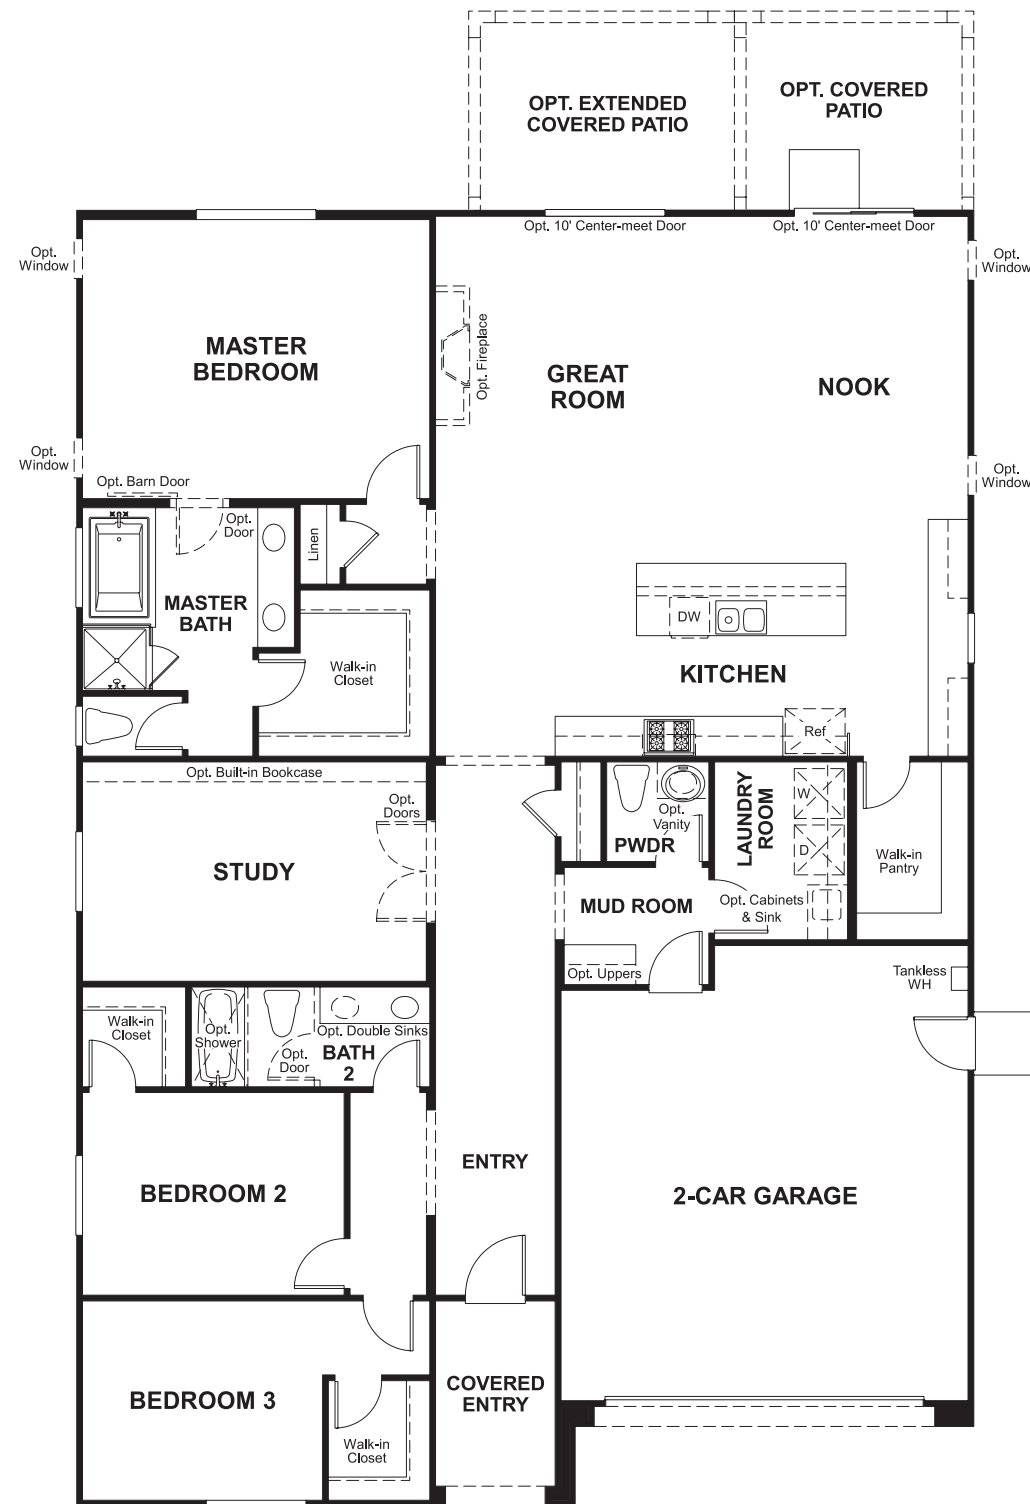 OPT. EXTENDED
COVERED PATIO
OPT. COVERED
PATIO
Opt. 10' Center-meet Door
Opt. 10' Center-meet Door
Opt.
Window
Opt.
Window
MASTER
BEDROOM
Opt. Fireplace
GREAT
ROOM
NOOK
Opt.
Window
Opt.
Window
Opt. Barn Door
Opt.
Door
Linen
MASTER
BATH
DW
Walk-in
Closet
KITCHEN
Ref
Opt. Built-in Bookcase
Opt.
Doors
STUDY
Opt.
Vanity
PWDR
LAUNDRY
ROOM
W
D
Walk-in
Pantry
MUD ROOM
Opt. Cabinets
& Sink
Opt. Uppers
Tankless
WH
Walk-in
Closet
Opt.
Shower
Opt. Double Sinks
Opt.
Door
BATH
2
ENTRY
BEDROOM 2
2-CAR GARAGE
BEDROOM 3
COVERED
ENTRY
Walk-in
Closet